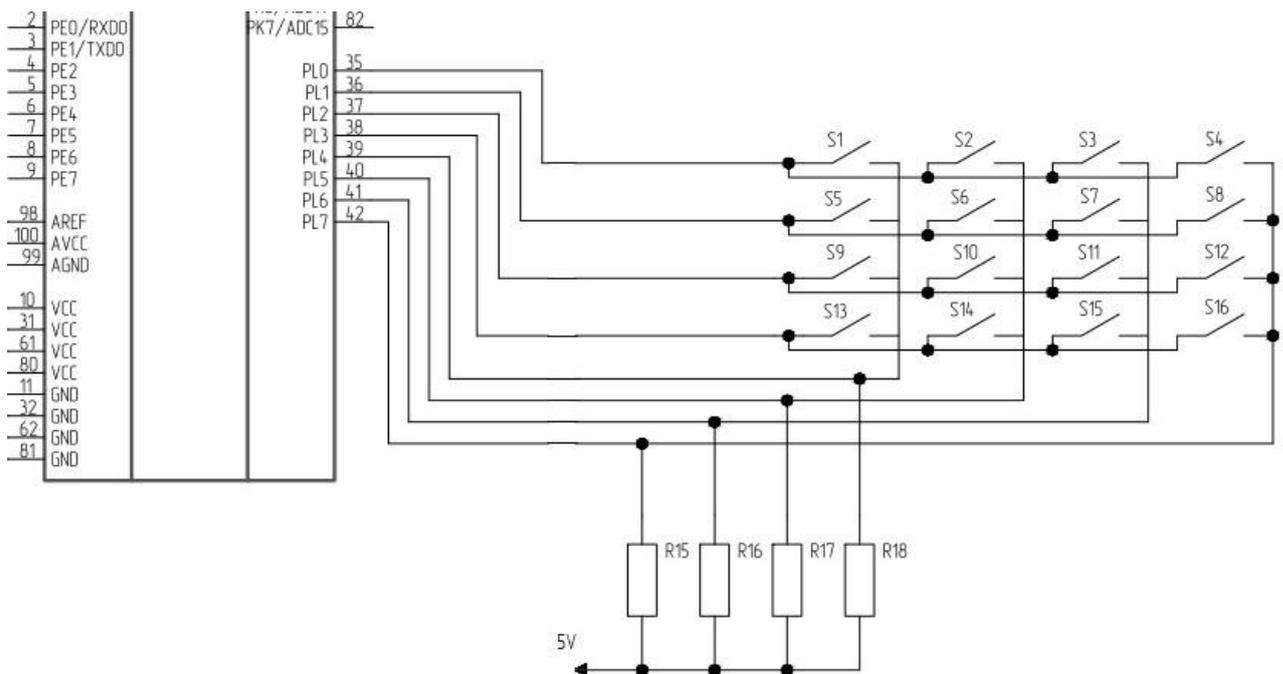 2 PE0/RXD0
3 PE1/TXD0
4 PE2
5 PE3
6 PE4
7 PE5
8 PE6
9 PE7
98 AREF
100 AVCC
99 AGND
10 VCC
31 VCC
61 VCC
80 VCC
11 GND
32 GND
62 GND
81 GND
PK7/ADC15 82
PL0 35
PL1 36
PL2 37
PL3 38
PL4 39
PL5 40
PL6 41
PL7 42
S1 S2 S3 S4
S5 S6 S7 S8
S9 S10 S11 S12
S13 S14 S15 S16
R15 R16 R17 R18
5V